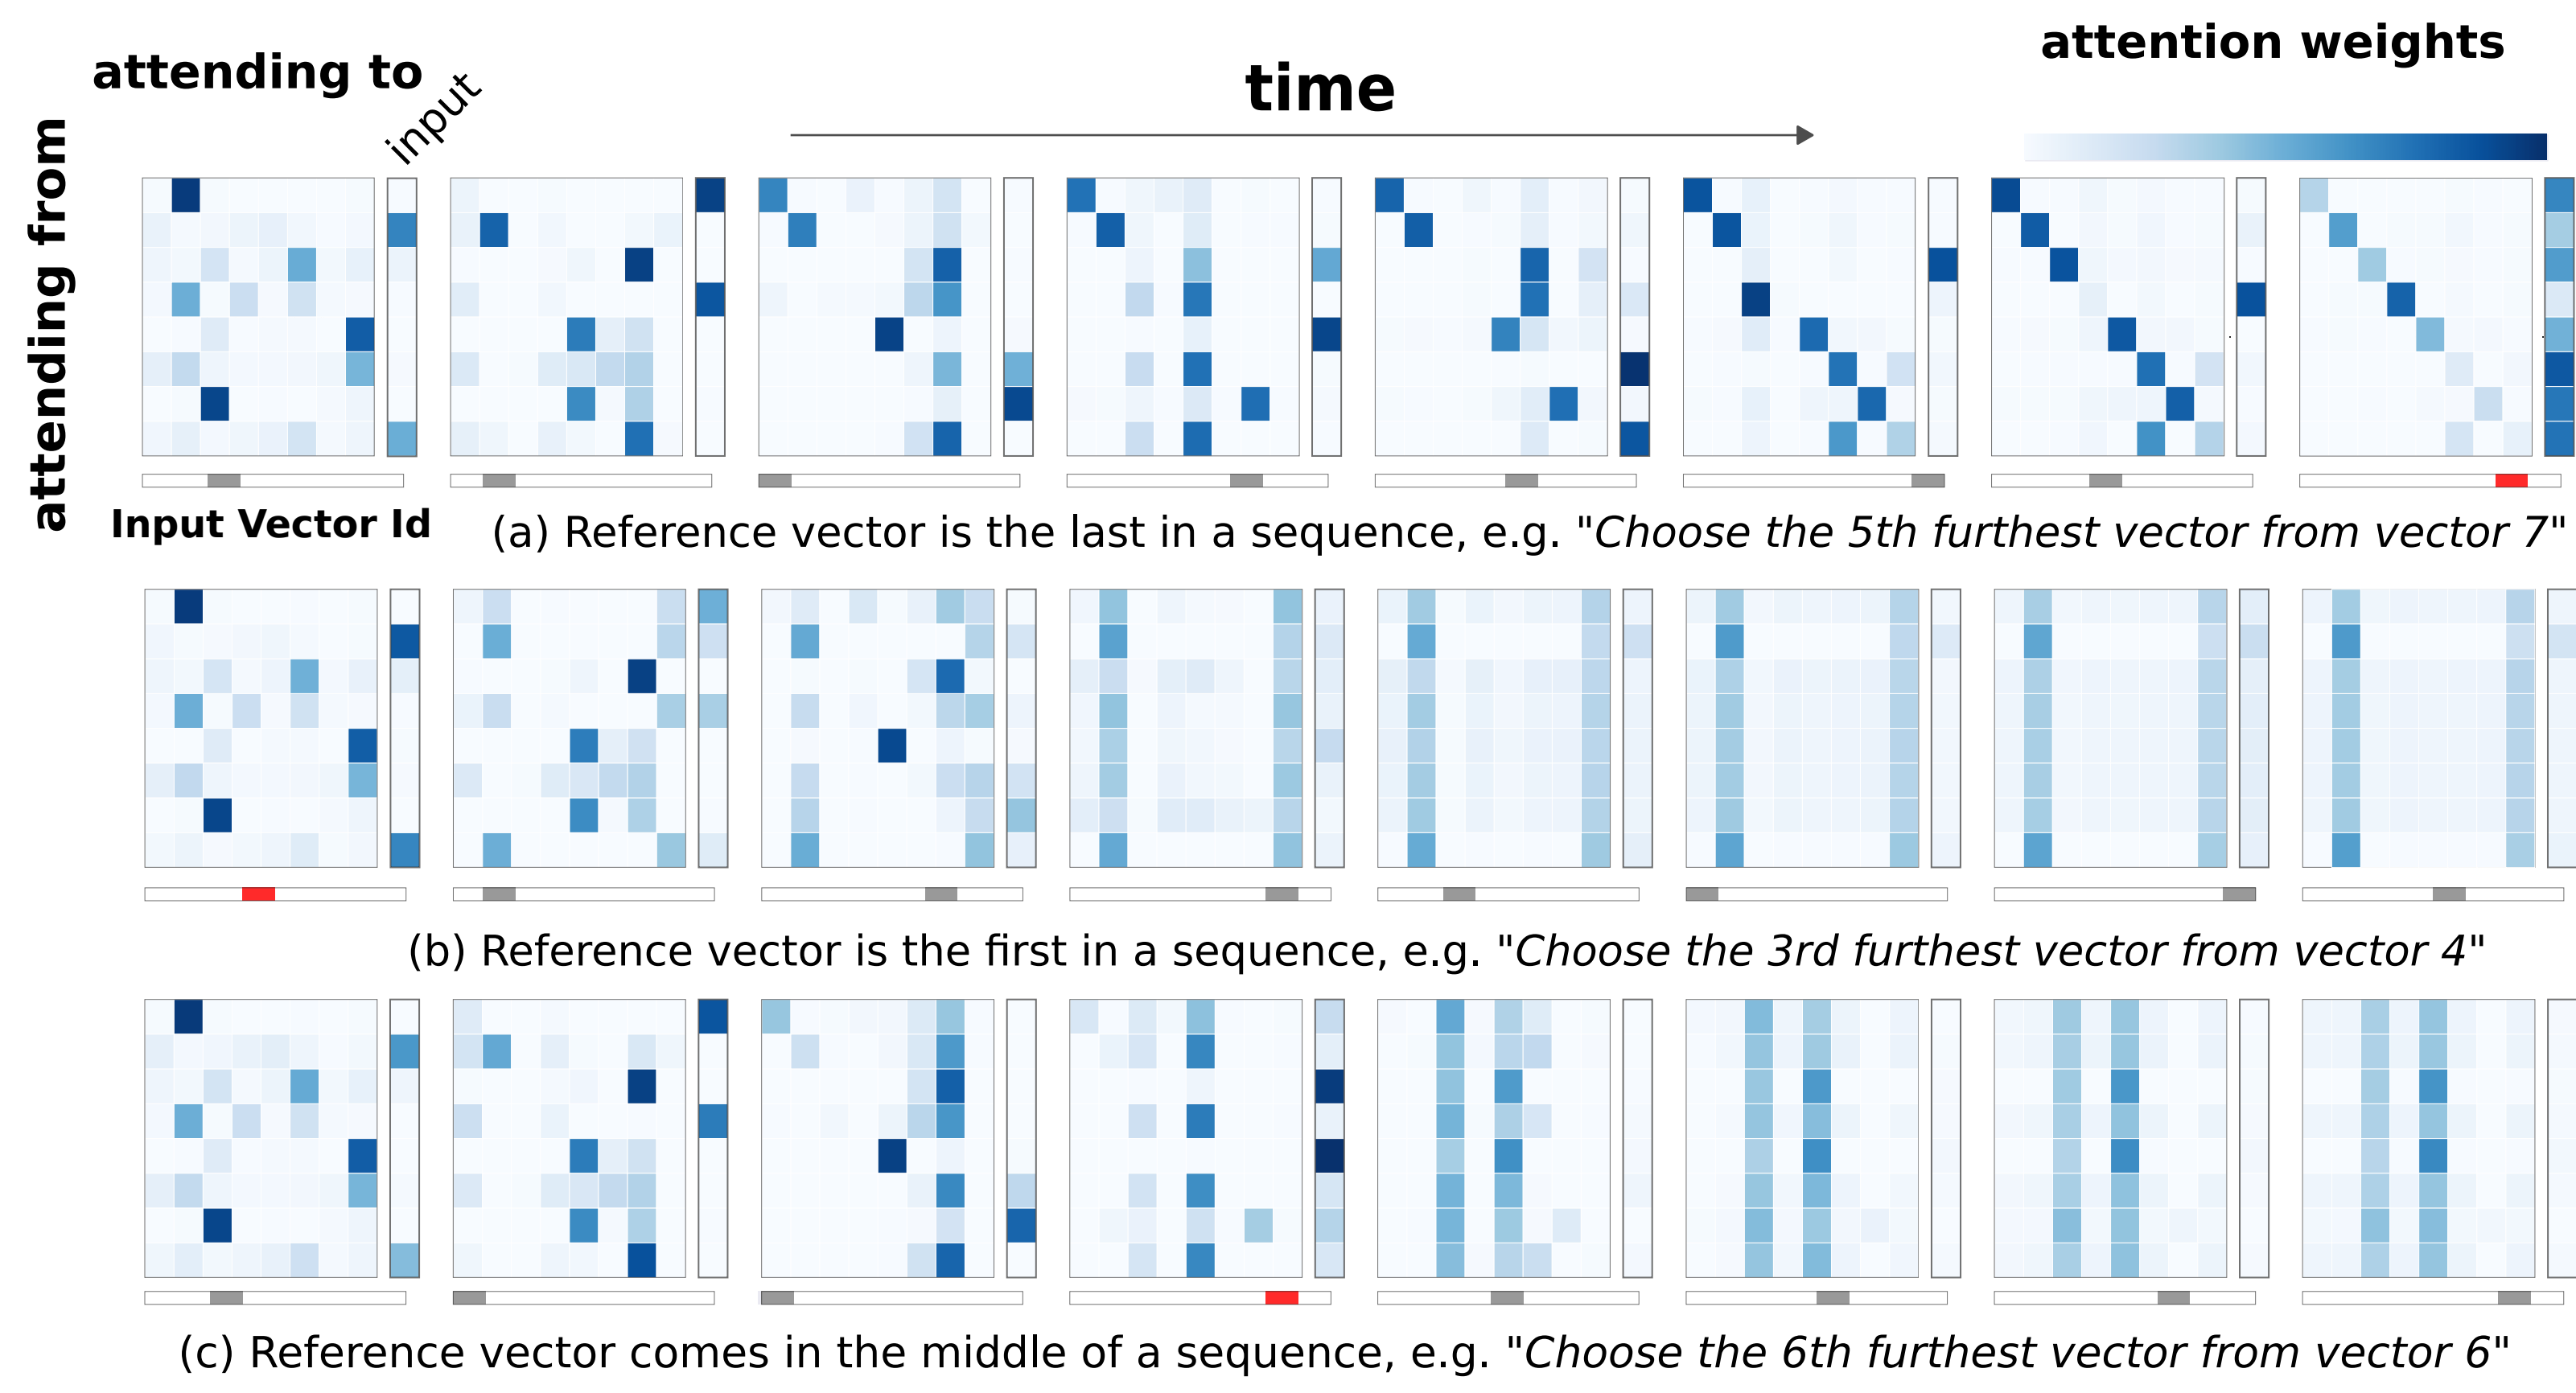 attending to
input
time
attention weights
attending from
Input Vector Id
(a) Reference vector is the last in a sequence, e.g. "Choose the 5th furthest vector from vector 7"
(b) Reference vector is the first in a sequence, e.g. "Choose the 3rd furthest vector from vector 4"
(c) Reference vector comes in the middle of a sequence, e.g. "Choose the 6th furthest vector from vector 6"